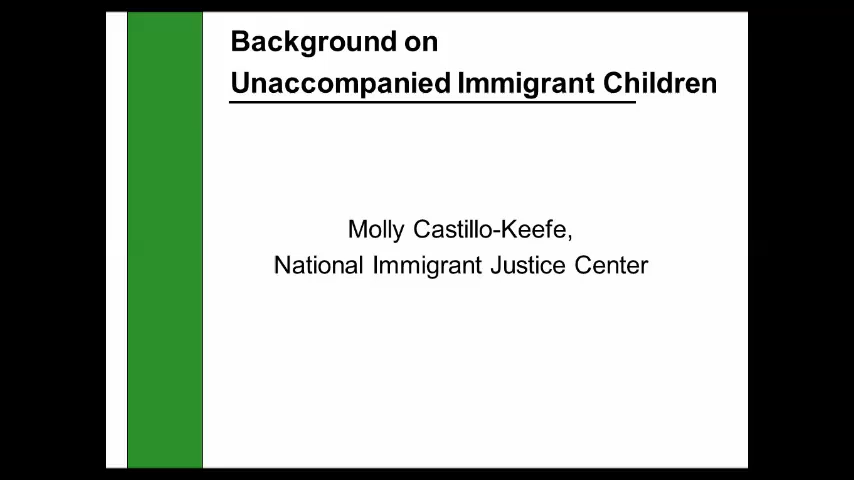 Background on
Unaccompanied Immigrant Children
Molly Castillo-Keefe,
National Immigrant Justice Center